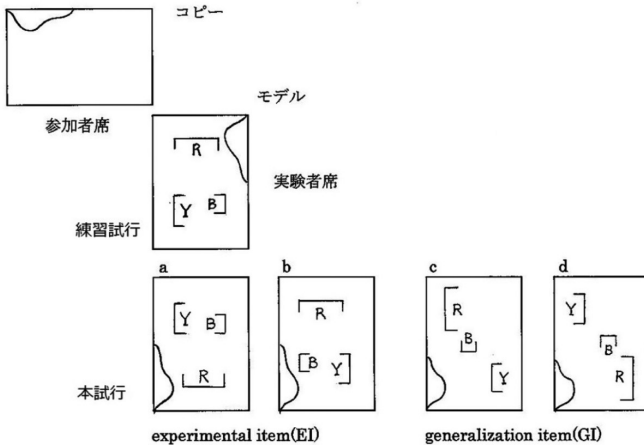 コピー
参加者席
モデル
R
実験者席
Y B
練習試行
a b c d
Y B
R
R
B Y
R
B
Y
Y
B
R
本試行
experimental item(EI) generalization item(GI)